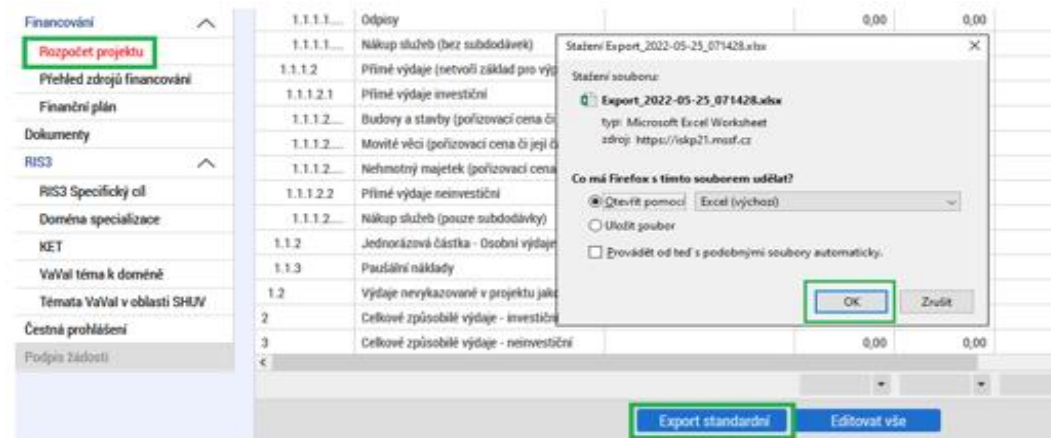 Financování
Rozpočet projektu
Přehled zdrojů financování
Finanční plán
Dokumenty
RIS3
RIS3 Specifický cíl
Doména specializace
KET
VaVaI téma k doméně
Témata VaVaI v oblasti SHUV
Čestná prohlášení
Podpis žádosti
1.1.1.1.... Odpisy 0,00 0,00
1.1.1.1.... Nákup služeb (bez subdodávek)
1.1.1.2 Přímé výdaje (netvoří základ pro výp
1.1.1.2.1 Přímé výdaje investiční
1.1.1.2.... Budovy a stavby (pořizovací cena či
1.1.1.2.... Movité věci (pořizovací cena či její č
1.1.1.2.... Nehmotný majetek (pořizovací cena
1.1.1.2.2 Přímé výdaje neinvestiční
1.1.1.2.... Nákup služeb (pouze subdodávky)
1.1.2 Jednorázová částka - Osobní výdaje
1.1.3 Paušální náklady
1.2 Výdaje nevykazované v projektu jako
2 Celkové způsobilé výdaje - investiční
3 Celkové způsobilé výdaje - neinvestiční 0,00 0,00
Stažení Export_2022-05-25_071428.xlsx
Stažení souboru:
Export_2022-05-25_071428.xlsx
typ: Microsoft Excel Worksheet
zdroj: https://iskp21.mssf.cz
Co má Firefox s tímto souborem udělat?
Otevřít pomocí Excel (výchozí)
Uložit soubor
Provádět od teď s podobnými soubory automaticky.
OK Zrušit
Export standardní Editovat vše